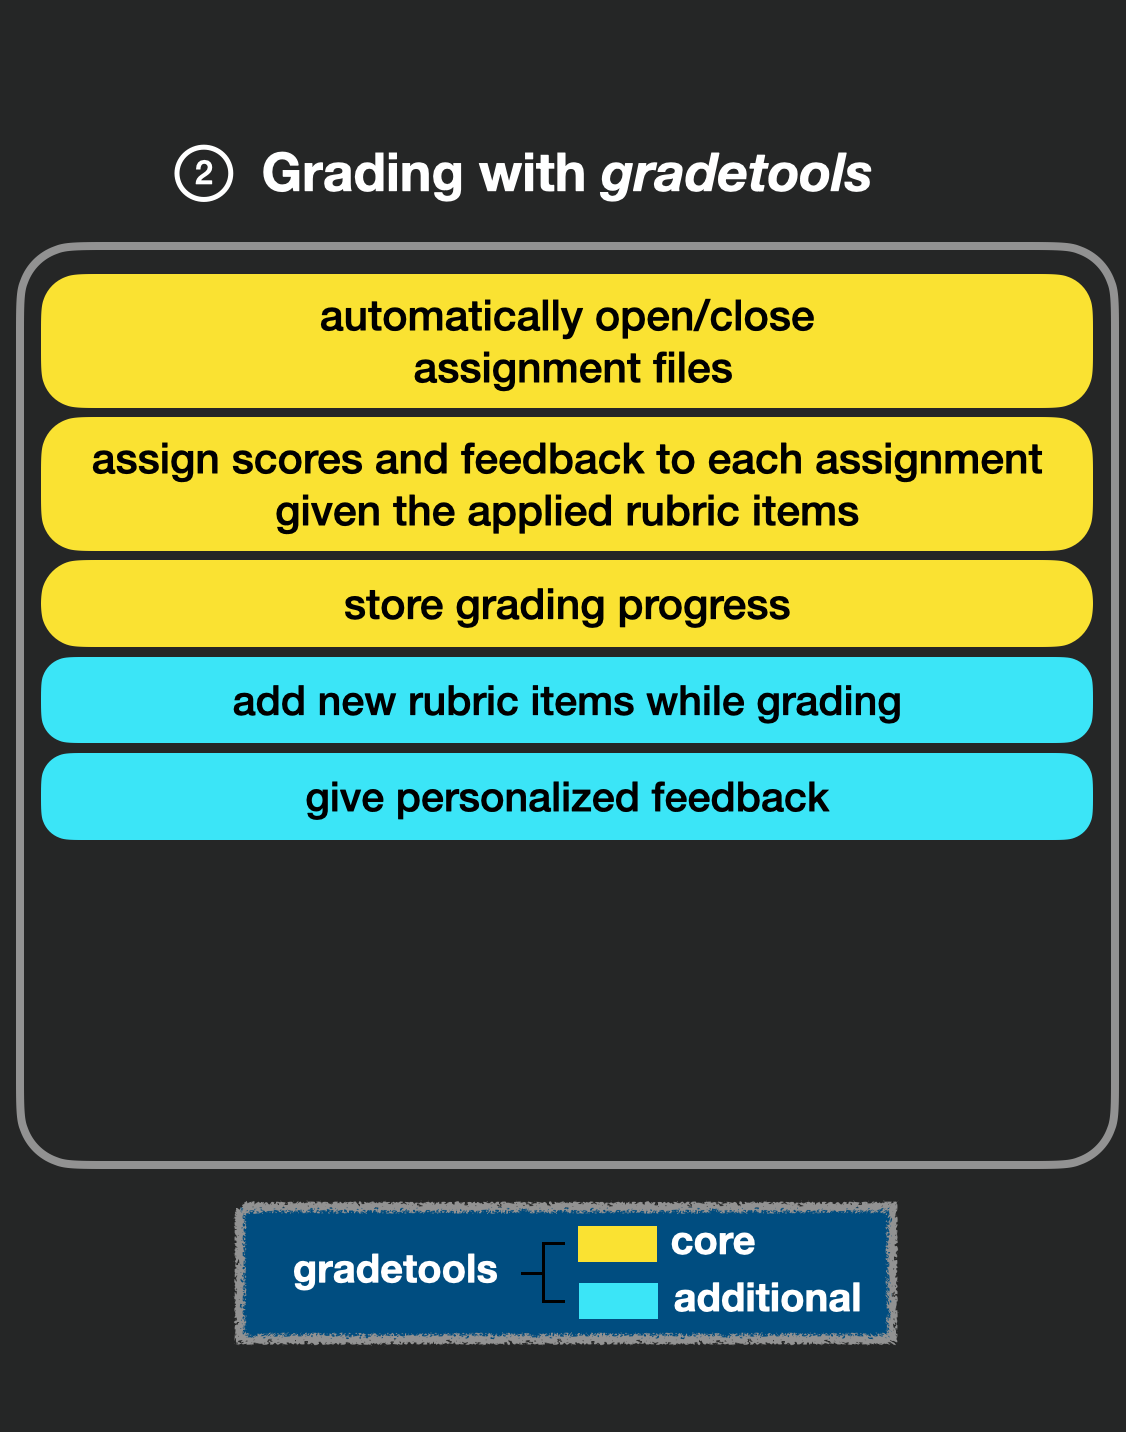 2 Grading with gradetools
automatically open/close
assignment files
assign scores and feedback to each assignment
given the applied rubric items
store grading progress
add new rubric items while grading
give personalized feedback
gradetools
core
additional